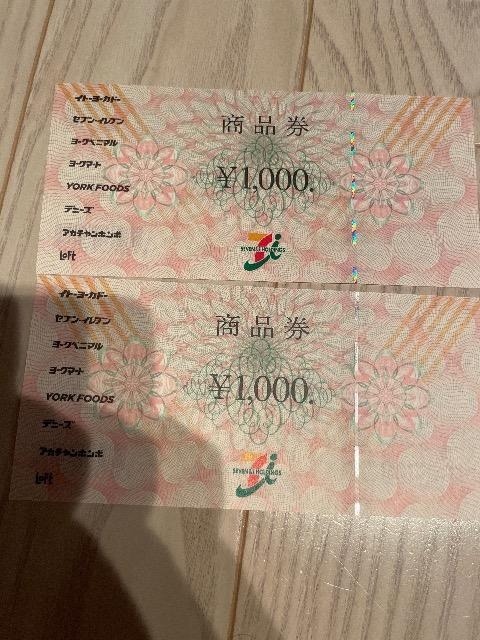 イトーヨーカドー
セブン-イレブン
ヨークベニマル
ヨークマート
YORK FOODS
デニーズ
アカチャンホンポ
Loft
商品券
¥1,000.
SEVEN & i HOLDINGS
イトーヨーカドー
セブン-イレブン
ヨークベニマル
ヨークマート
YORK FOODS
デニーズ
アカチャンホンポ
Loft
商品券
¥1,000.
SEVEN & i HOLDINGS